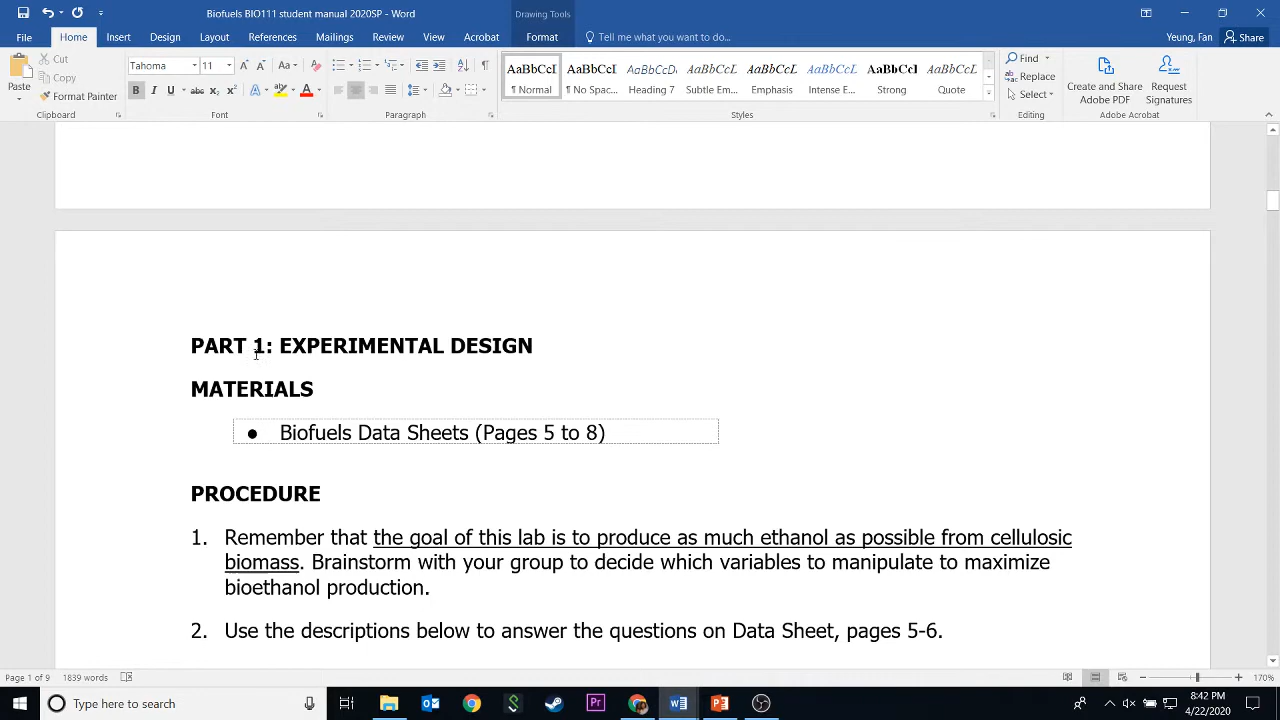 Biofuels BIO111 student manual 2020SP - Word
Drawing Tools
File Home Insert Design Layout References Mailings Review View Acrobat Format Tell me what you want to do... Yeung, Fan Share
Paste
Cut
Copy
Format Painter
Clipboard
Tahoma 11
Font
Paragraph
AaBbCcI AaBbCcI AaBbCcDc AaBbCcL AaBbCcL AaBbCcL AaBbCcI AaBbCcL
¶ Normal ¶ No Spac... Heading 7 Subtle Em... Emphasis Intense E... Strong Quote
Styles
Find
Replace
Select
Editing
Create and Share Adobe PDF
Request Signatures
Adobe Acrobat
PART 1: EXPERIMENTAL DESIGN
MATERIALS
● Biofuels Data Sheets (Pages 5 to 8)
PROCEDURE
1. Remember that the goal of this lab is to produce as much ethanol as possible from cellulosic
biomass. Brainstorm with your group to decide which variables to manipulate to maximize
bioethanol production.
2. Use the descriptions below to answer the questions on Data Sheet, pages 5-6.
Page 1 of 9 1839 words 170%
Type here to search
8:42 PM
4/22/2020